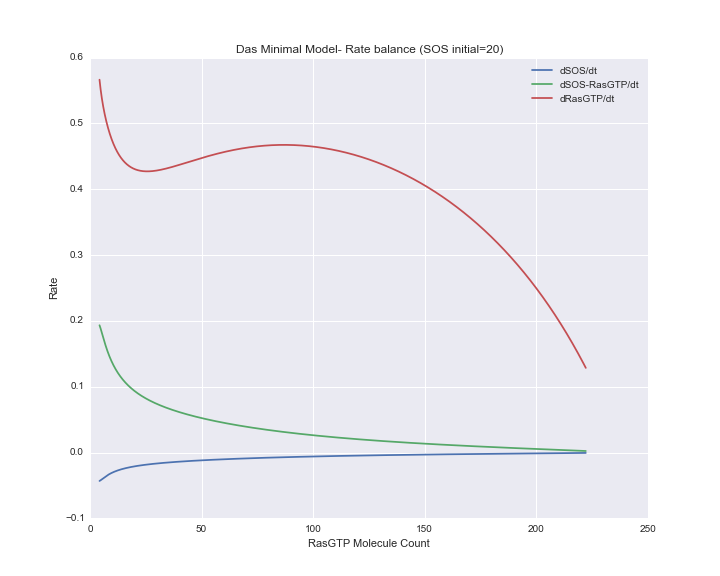 Das Minimal Model- Rate balance (SOS initial=20)
0.6
0.5
0.4
0.3
0.2
0.1
0.0
−0.1
Rate
dSOS/dt
dSOS-RasGTP/dt
dRasGTP/dt
0 50 100 150 200 250
RasGTP Molecule Count